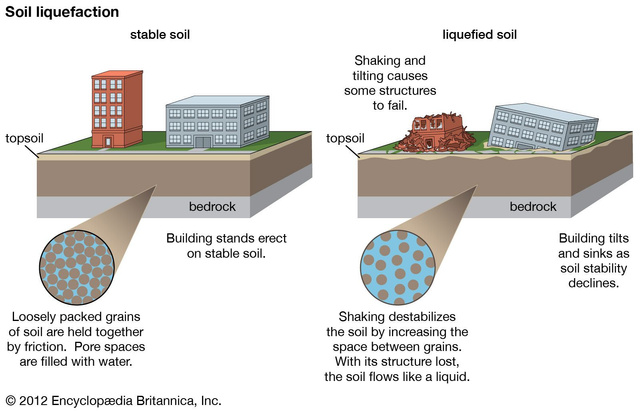 Soil liquefaction
stable soil
topsoil
bedrock
Building stands erect
on stable soil.
Loosely packed grains
of soil are held together
by friction.  Pore spaces
are filled with water.
liquefied soil
Shaking and
tilting causes
some structures
to fail.
topsoil
bedrock
Building tilts
and sinks as
soil stability
declines.
Shaking destabilizes
the soil by increasing the
space between grains.
With its structure lost,
the soil flows like a liquid.
© 2012 Encyclopædia Britannica, Inc.